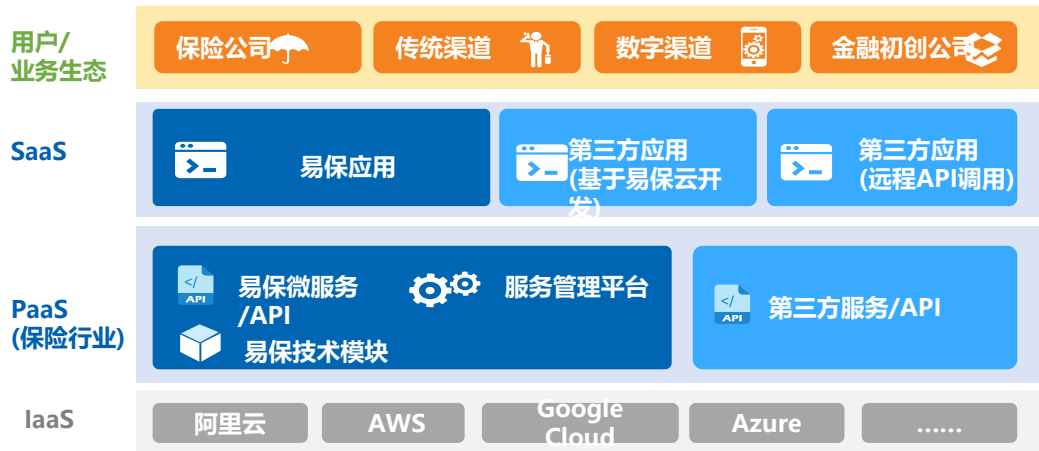 用户/
业务生态
保险公司
传统渠道
数字渠道
金融初创公司
SaaS
易保应用
第三方应用
(基于易保云开
发)
第三方应用
(远程API调用)
PaaS
(保险行业)
</>
API
易保微服务
/API
服务管理平台
易保技术模块
</>
API
第三方服务/API
IaaS
阿里云
AWS
Google
Cloud
Azure
……